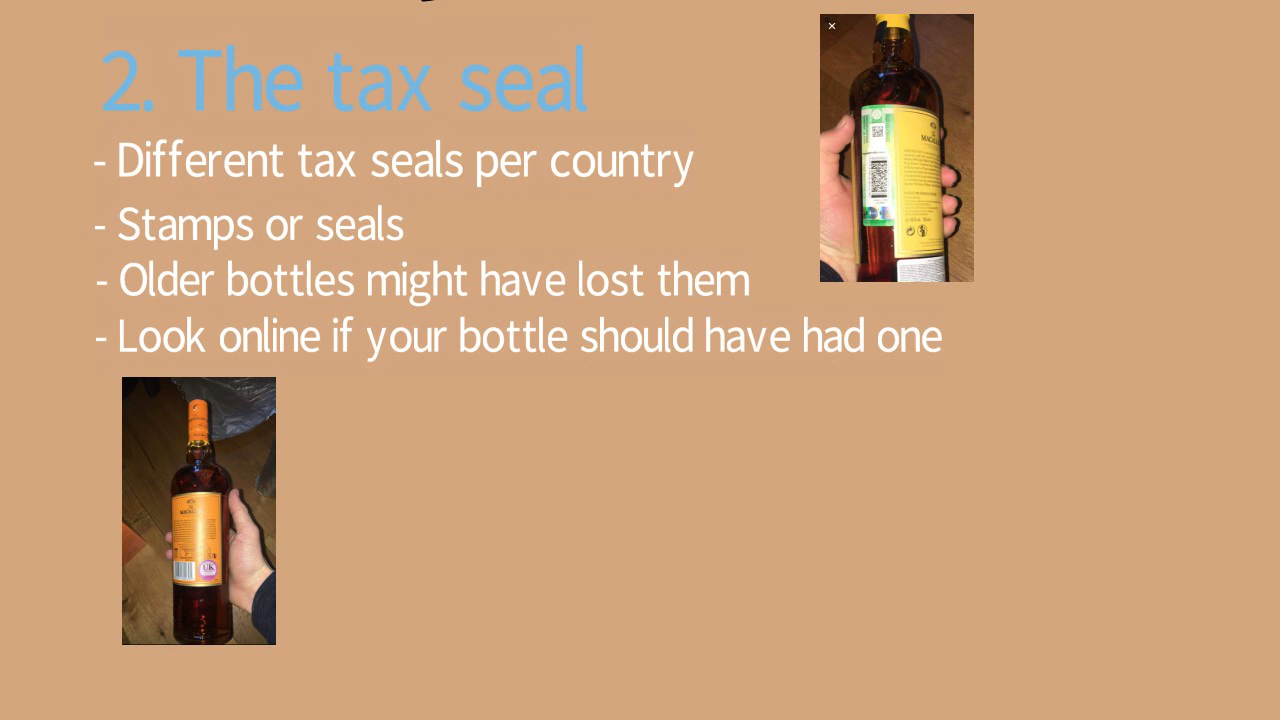 2. The tax seal
- Different tax seals per country
- Stamps or seals
- Older bottles might have lost them
- Look online if your bottle should have had one
UK